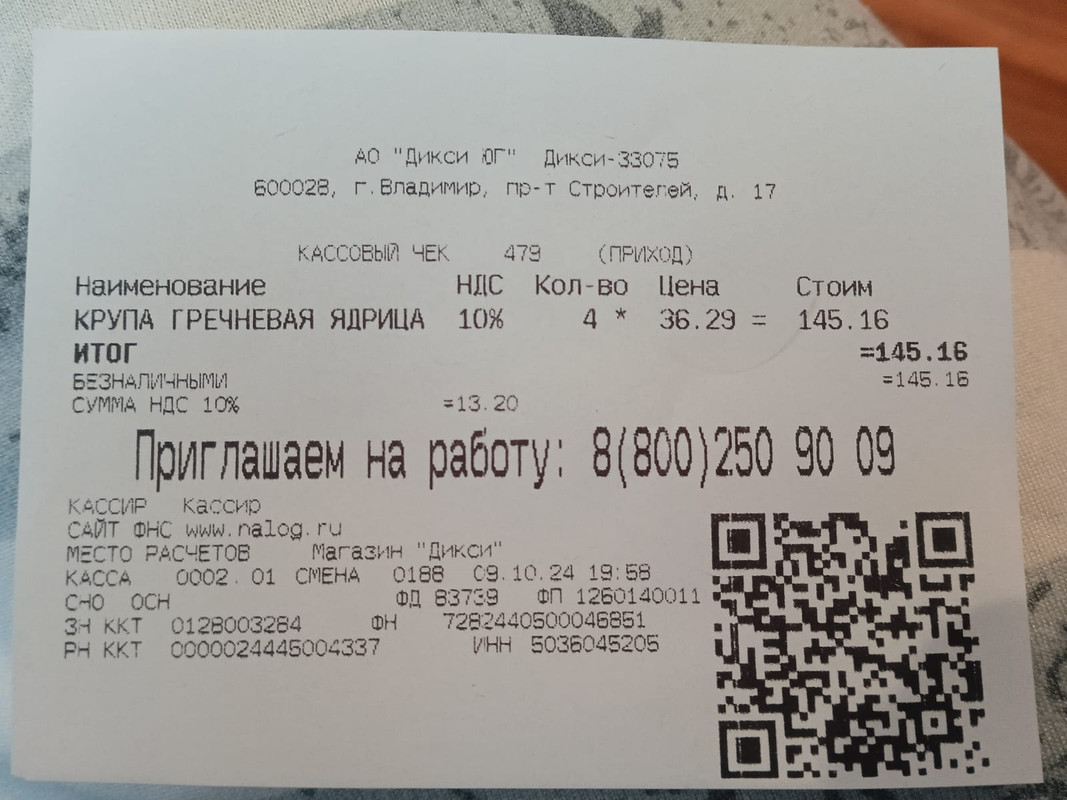 АО "Дикси ЮГ" Дикси-33075
600028, г.Владимир, пр-т Строителей, д. 17
КАССОВЫЙ ЧЕК 479 (ПРИХОД)
Наименование НДС Кол-во Цена Стоим
КРУПА ГРЕЧНЕВАЯ ЯДРИЦА 10% 4 * 36.29 = 145.16
ИТОГ =145.16
БЕЗНАЛИЧНЫМИ =145.16
СУММА НДС 10% =13.20
Приглашаем на работу: 8(800)250 90 09
КАССИР Кассир
САЙТ ФНС www.nalog.ru
МЕСТО РАСЧЕТОВ Магазин "Дикси"
КАССА 0002.01 СМЕНА 0188 09.10.24 19:58
СНО ОСН ФД 83739 ФП 1260140011
ЗН ККТ 0128003284 ФН 7282440500046851
РН ККТ 0000024445004337 ИНН 5036045205